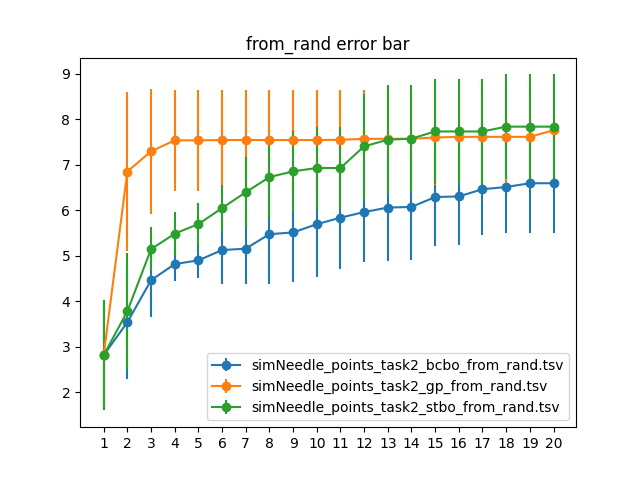 from_rand error bar
9
8
7
6
5
4
3
2
simNeedle_points_task2_bcbo_from_rand.tsv
simNeedle_points_task2_gp_from_rand.tsv
simNeedle_points_task2_stbo_from_rand.tsv
1 2 3 4 5 6 7 8 9 10 11 12 13 14 15 16 17 18 19 20